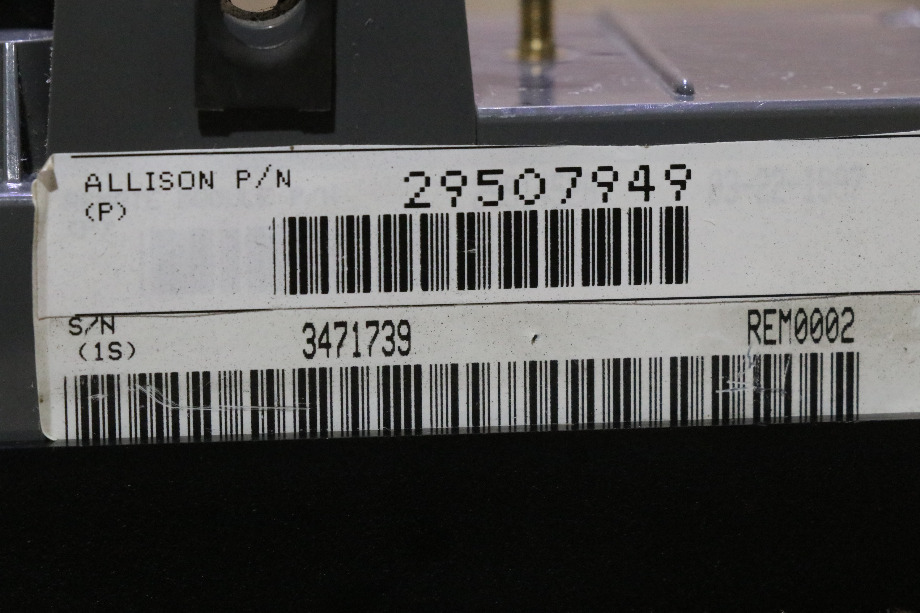 ALLISON P/N 29507949
(P)
S/N 3471739 REM0002
(1S)